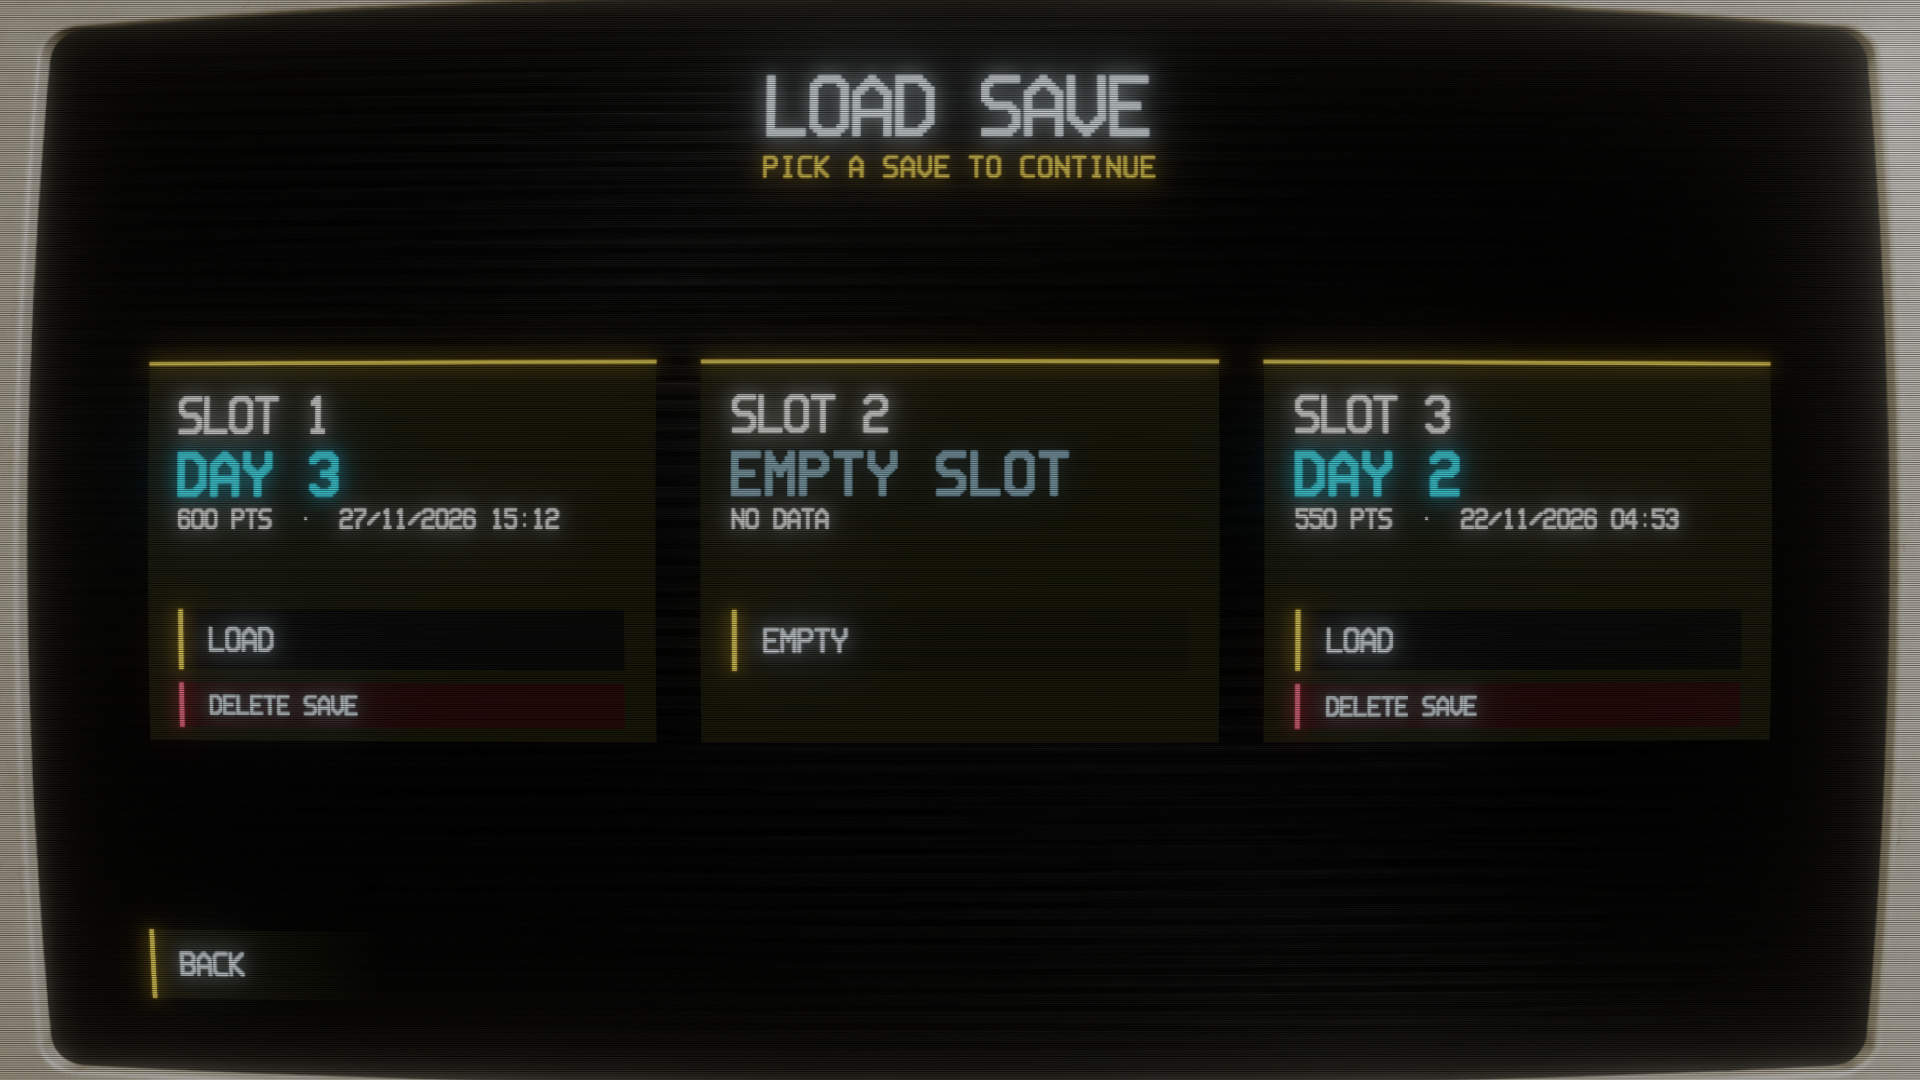 LOAD SAVE
PICK A SAVE TO CONTINUE
SLOT 1
DAY 3
600 PTS · 27/11/2026 15:12
LOAD
DELETE SAVE
SLOT 2
EMPTY SLOT
NO DATA
EMPTY
SLOT 3
DAY 2
550 PTS · 22/11/2026 04:53
LOAD
DELETE SAVE
BACK